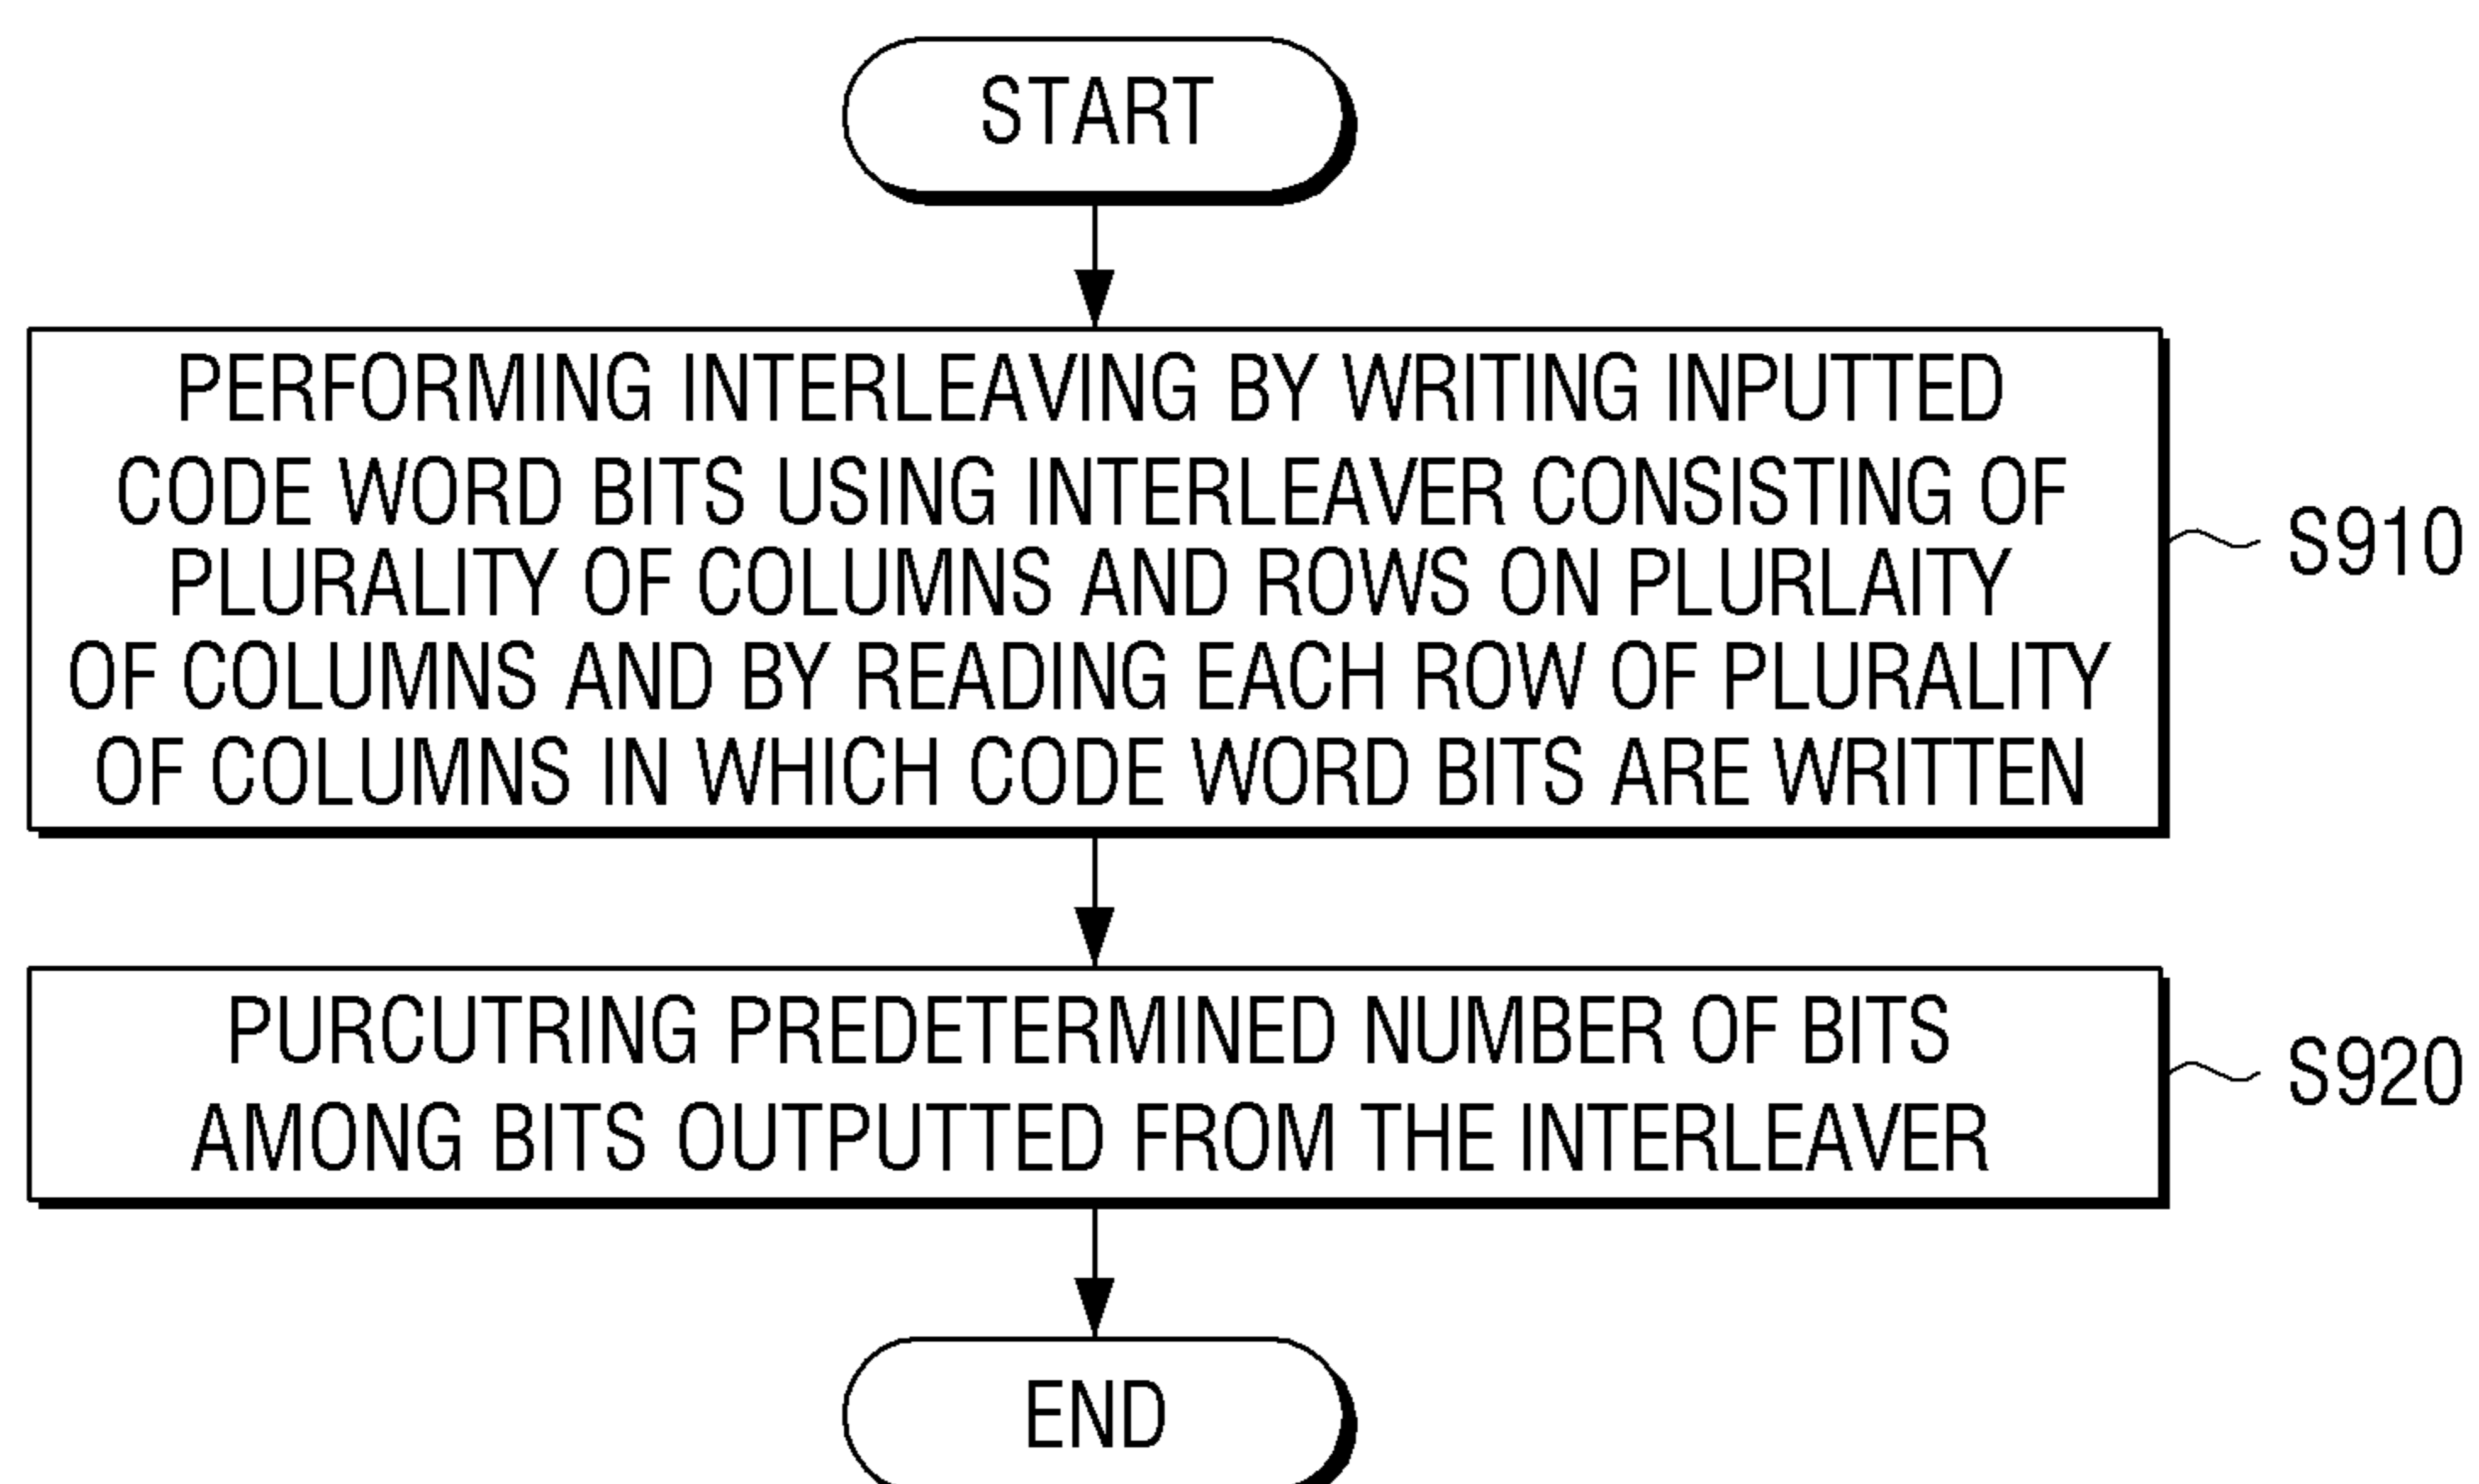 START
PERFORMING INTERLEAVING BY WRITING INPUTTED
CODE WORD BITS USING INTERLEAVER CONSISTING OF
PLURALITY OF COLUMNS AND ROWS ON PLURLAITY
OF COLUMNS AND BY READING EACH ROW OF PLURALITY
OF COLUMNS IN WHICH CODE WORD BITS ARE WRITTEN
S910
PURCUTRING PREDETERMINED NUMBER OF BITS
AMONG BITS OUTPUTTED FROM THE INTERLEAVER
S920
END